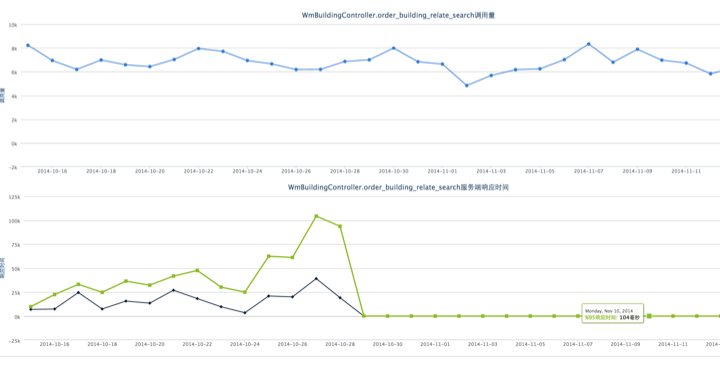 WmBuildingController.order_building_relate_search调用量
10k
8k
6k
4k
2k
0k
-2k
调用量
2014-10-16 2014-10-18 2014-10-20 2014-10-22 2014-10-24 2014-10-26 2014-10-28 2014-10-30 2014-11-01 2014-11-03 2014-11-05 2014-11-07 2014-11-09 2014-11-11
WmBuildingController.order_building_relate_search服务端响应时间
125k
100k
75k
50k
25k
0k
-25k
响应时间
Monday, Nov 10, 2014
N95响应时间: 104毫秒
2014-10-16 2014-10-18 2014-10-20 2014-10-22 2014-10-24 2014-10-26 2014-10-28 2014-10-30 2014-11-01 2014-11-03 2014-11-05 2014-11-07 2014-11-09 2014-11-11 2014-